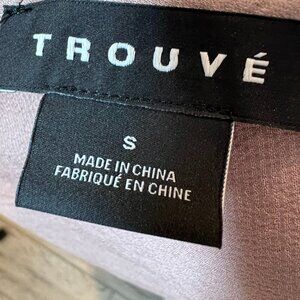 TROUVÉ
S
MADE IN CHINA
FABRIQUÉ EN CHINE